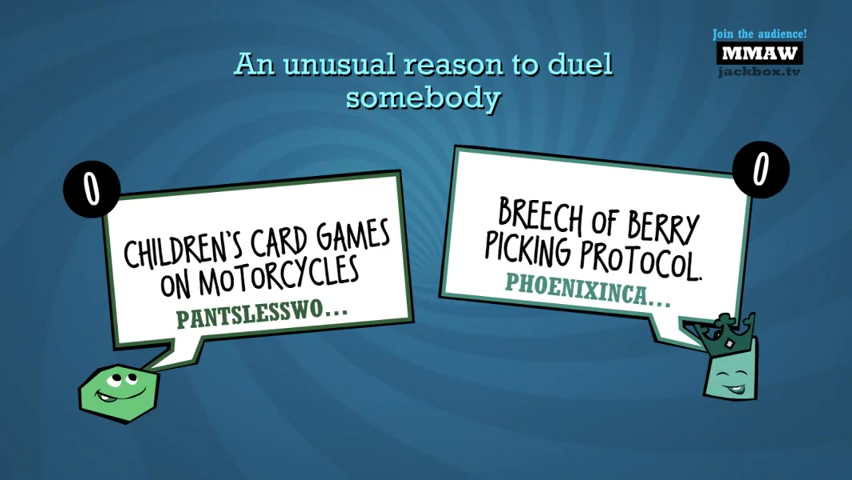 Join the audience!
MMAW
jackbox.tv
An unusual reason to duel
somebody
0
CHILDREN'S CARD GAMES
ON MOTORCYCLES
PANTSLESSWO...
0
BREECH OF BERRY
PICKING PROTOCOL.
PHOENIXINCA...